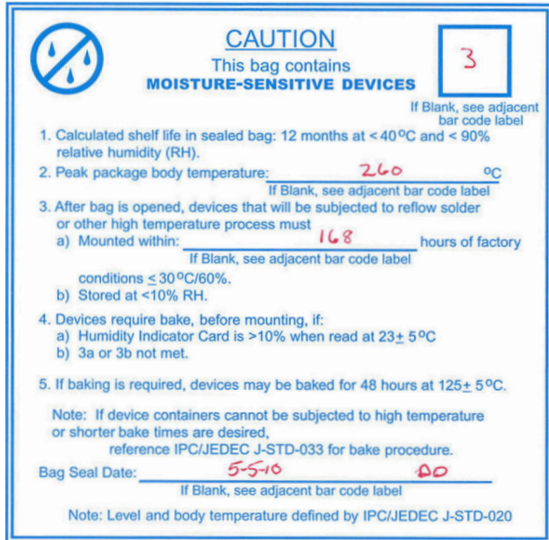 CAUTION
This bag contains
MOISTURE-SENSITIVE DEVICES
3
If Blank, see adjacent
bar code label
1. Calculated shelf life in sealed bag: 12 months at <40°C and < 90%
relative humidity (RH).
2. Peak package body temperature: 260 °C
If Blank, see adjacent bar code label
3. After bag is opened, devices that will be subjected to reflow solder
or other high temperature process must
a) Mounted within: 168 hours of factory
If Blank, see adjacent bar code label
conditions ≤30°C/60%.
b) Stored at <10% RH.
4. Devices require bake, before mounting, if:
a) Humidity Indicator Card is >10% when read at 23± 5°C
b) 3a or 3b not met.
5. If baking is required, devices may be baked for 48 hours at 125± 5°C.
Note: If device containers cannot be subjected to high temperature
or shorter bake times are desired,
reference IPC/JEDEC J-STD-033 for bake procedure.
Bag Seal Date: 5-5-10
If Blank, see adjacent bar code label
Note: Level and body temperature defined by IPC/JEDEC J-STD-020